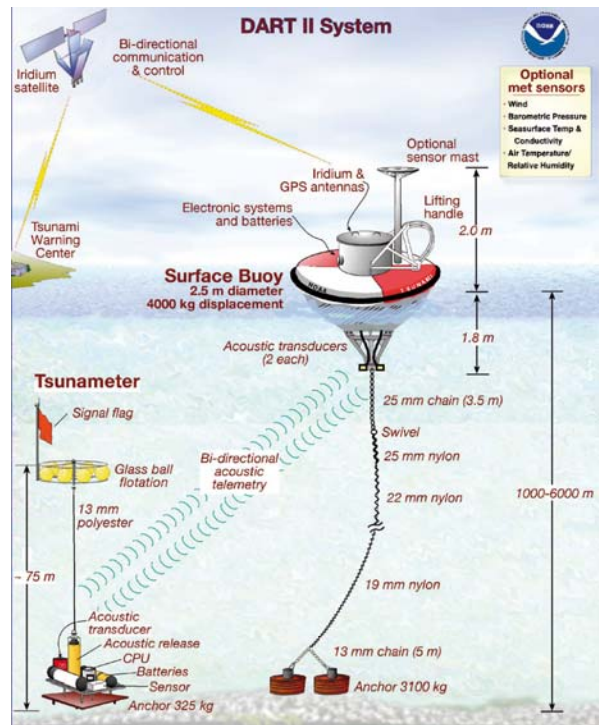 DART II System
Bi-directional
communication
& control
Iridium
satellite
NOAA
Optional
met sensors
· Wind
· Barometric Pressure
· Seasurface Temp &
Conductivity
· Air Temperature/
Relative Humidity
Optional
sensor mast
Iridium &
GPS antennas
Lifting
handle
Electronic systems
and batteries
2.0 m
Tsunami
Warning
Center
Surface Buoy
2.5 m diameter
4000 kg displacement
NOAA
TSUNAMI
1.8 m
Acoustic transducers
(2 each)
Tsunameter
Signal flag
25 mm chain (3.5 m)
Swivel
25 mm nylon
Bi-directional
acoustic
telemetry
Glass ball
flotation
22 mm nylon
1000-6000 m
13 mm
polyester
~ 75 m
19 mm nylon
Acoustic
transducer
Acoustic release
CPU
Batteries
Sensor
Anchor 325 kg
13 mm chain (5 m)
Anchor 3100 kg